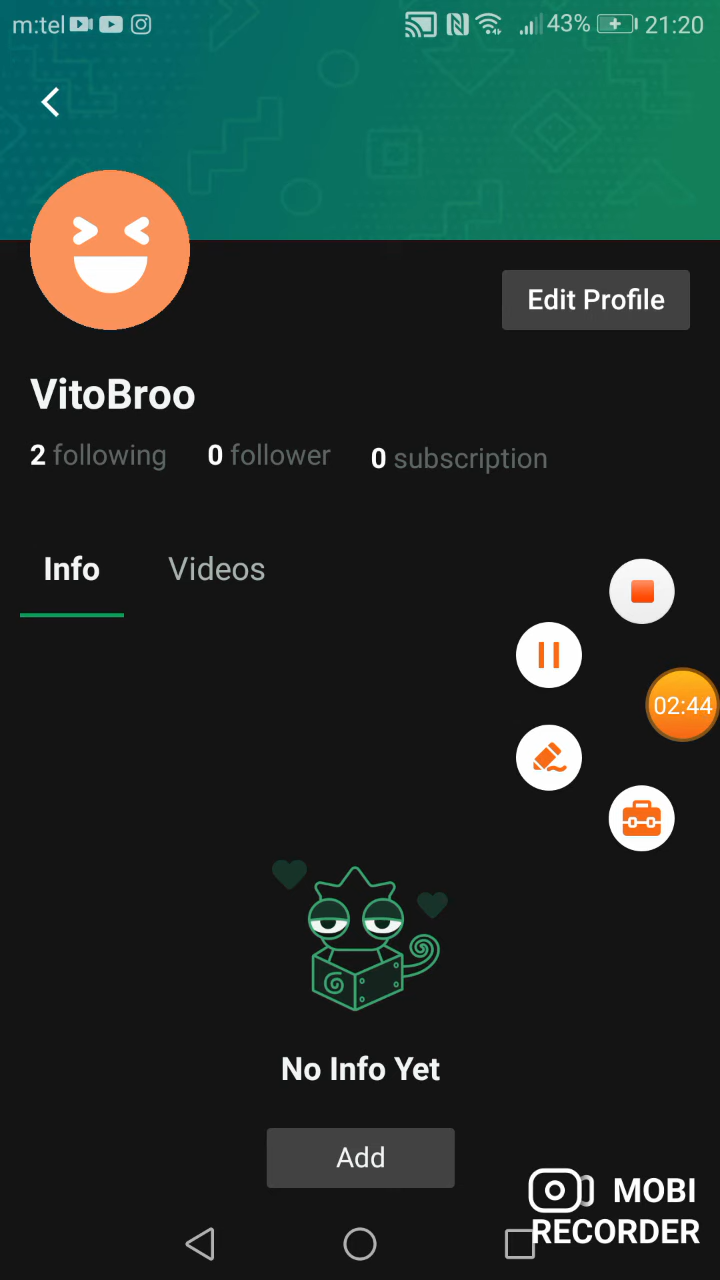 m:tel 43% 21:20
Edit Profile
VitoBroo
2 following 0 follower 0 subscription
Info Videos
02:44
No Info Yet
Add
MOBI
RECORDER